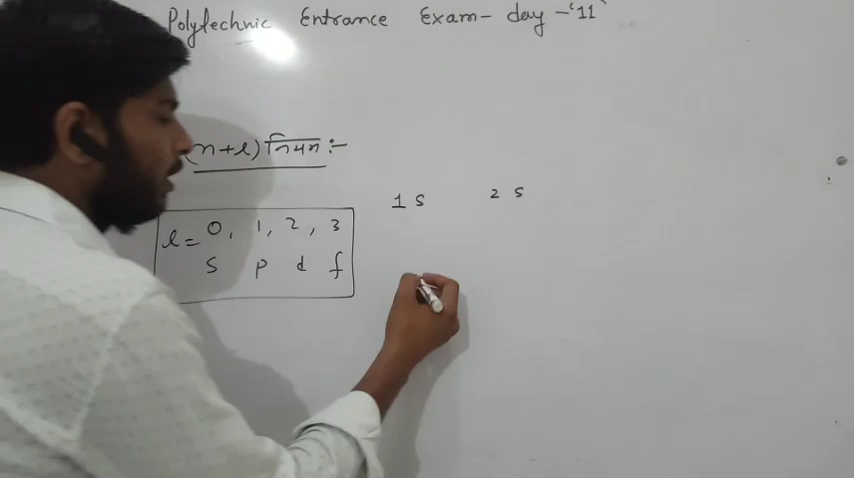 Polytechnic Entrance Exam- day -'11'
(n+l) नियम :-
l= 0, 1, 2, 3
s p d f
1 s 2 s